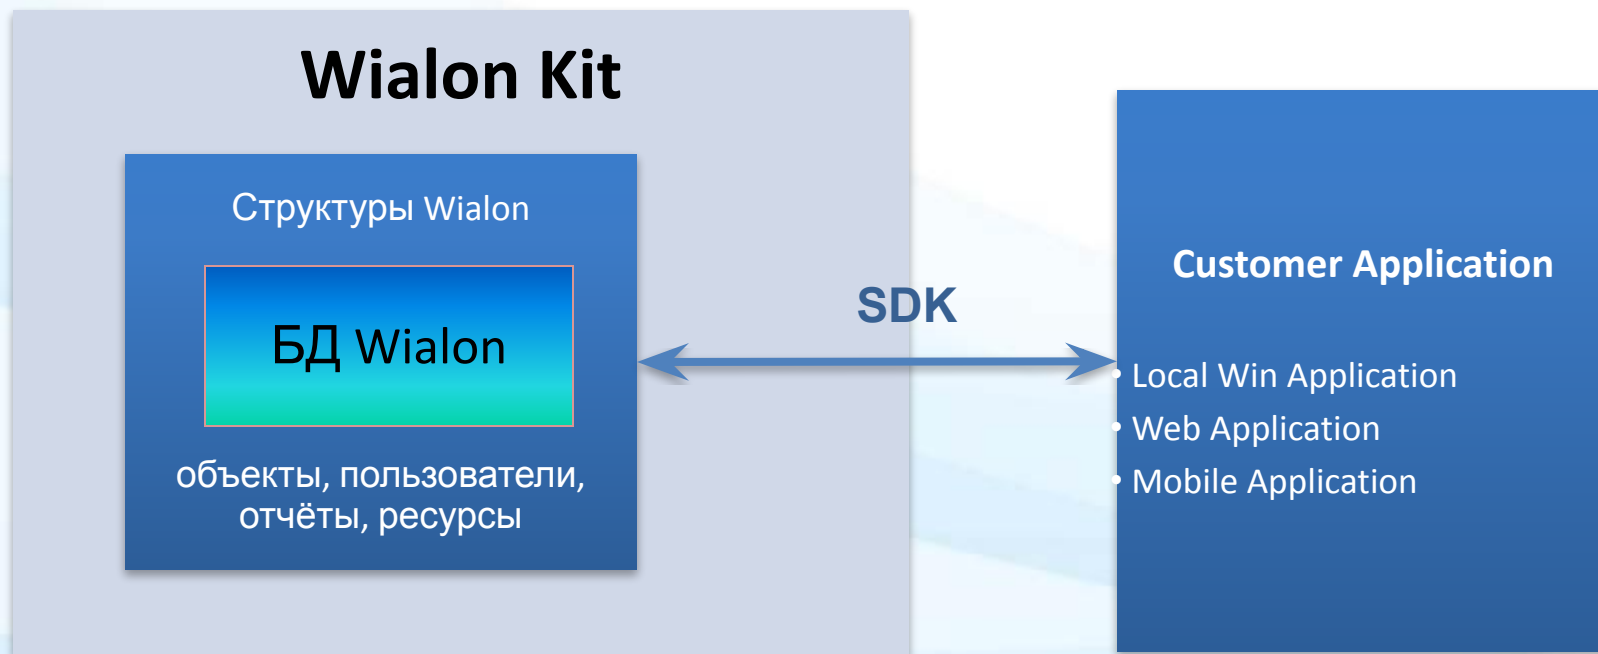 Wialon Kit
Структуры Wialon
БД Wialon
объекты, пользователи,
отчёты, ресурсы
SDK
Customer Application
• Local Win Application
• Web Application
• Mobile Application